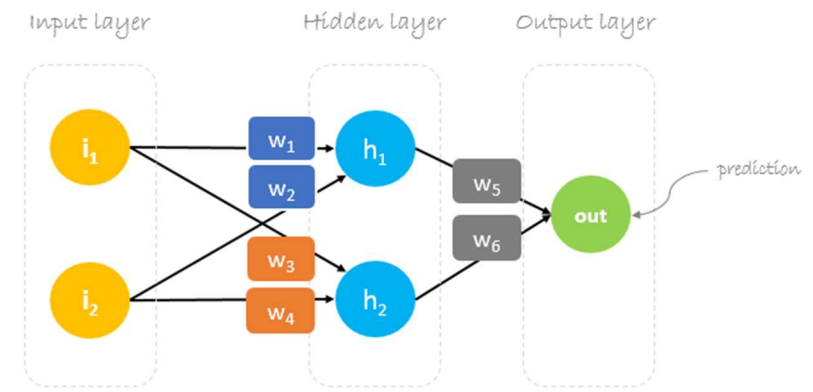 Input layer
Hidden layer
Output layer
i₁
w₁
h₁
w₂
w₅
prediction
out
w₆
w₃
i₂
w₄
h₂